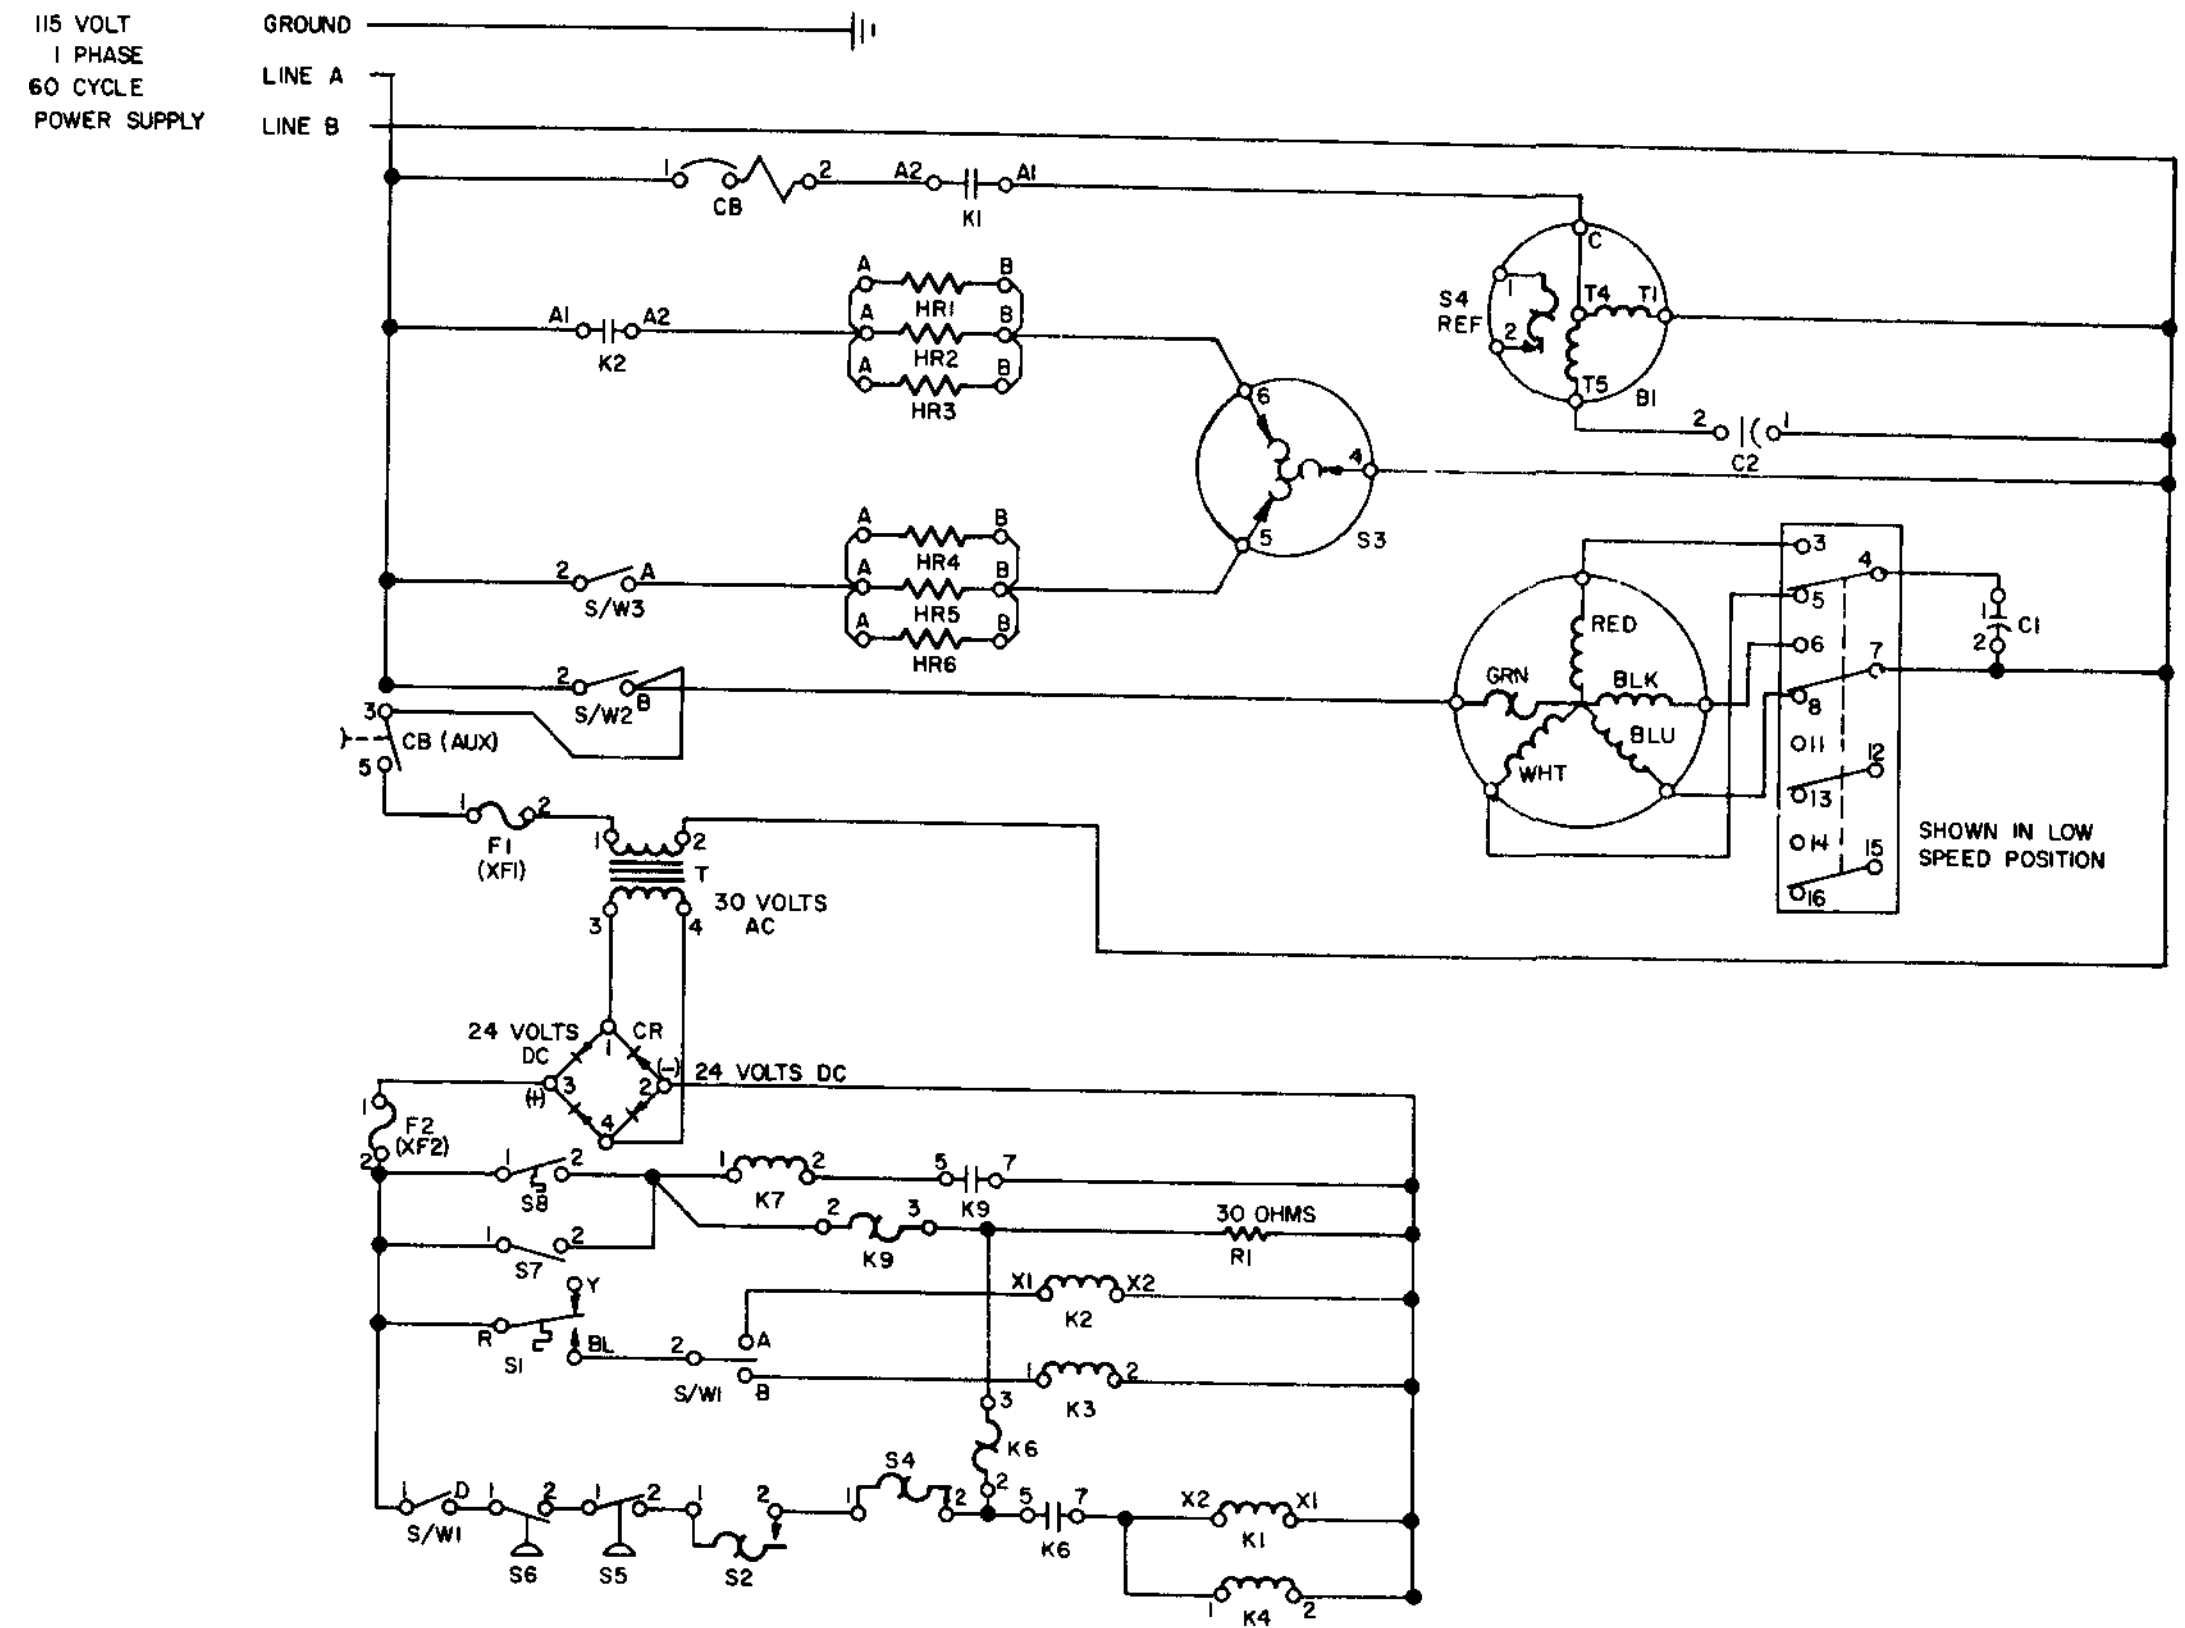 115 VOLT
1 PHASE
60 CYCLE
POWER SUPPLY
GROUND
LINE A
LINE B
1
CB
2
A2
K1
A1
C
S4
REF
1
2
T4
T1
T5
B1
2
C2
1
A1
K2
A2
A
HR1
B
A
HR2
B
A
HR3
B
6
4
5
S3
2
A
S/W3
A
HR4
B
A
HR5
B
A
HR6
B
2
S/W2
B
3
CB (AUX)
5
RED
GRN
BLK
BLU
WHT
3
4
5
6
7
8
11
12
13
14
15
16
1
C1
2
SHOWN IN LOW
SPEED POSITION
1
2
F1
(XF1)
1
2
T
30 VOLTS
AC
3
4
24 VOLTS
DC
CR
1
(-)
2
24 VOLTS DC
3
(+)
4
1
F2
(XF2)
2
1
2
S8
1
K7
2
5
K9
7
2
3
K9
30 OHMS
R1
1
2
S7
Y
R
S1
BL
2
A
S/W1
B
X1
K2
X2
1
K3
2
3
K6
2
1
D
S/W1
1
2
S6
1
2
S5
1
2
S2
1
S4
2
5
K6
7
X2
K1
X1
1
K4
2